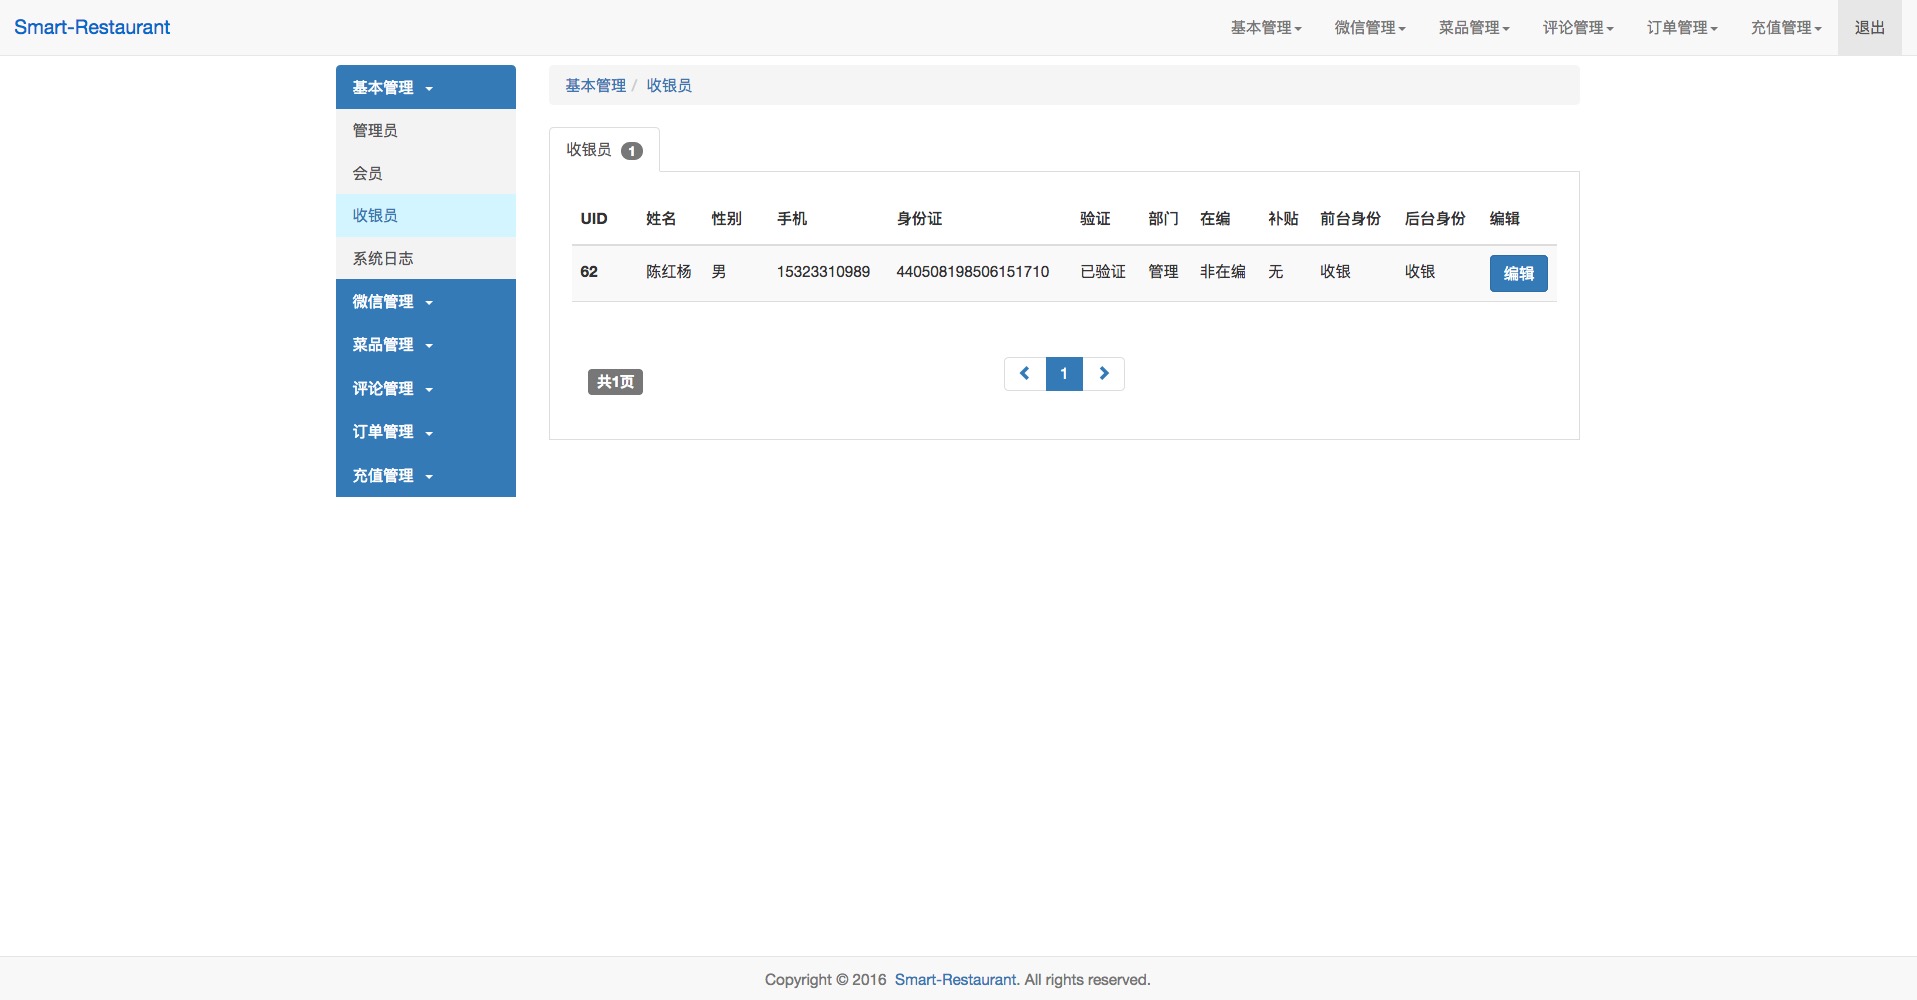 Smart-Restaurant 基本管理 微信管理 菜品管理 评论管理 订单管理 充值管理 退出
基本管理
管理员
会员
收银员
系统日志
微信管理
菜品管理
评论管理
订单管理
充值管理
基本管理 / 收银员
收银员 1
UID 姓名 性别 手机 身份证 验证 部门 在编 补贴 前台身份 后台身份 编辑
62 陈红杨 男 15323310989 440508198506151710 已验证 管理 非在编 无 收银 收银 编辑
共1页
1
Copyright © 2016 Smart-Restaurant. All rights reserved.